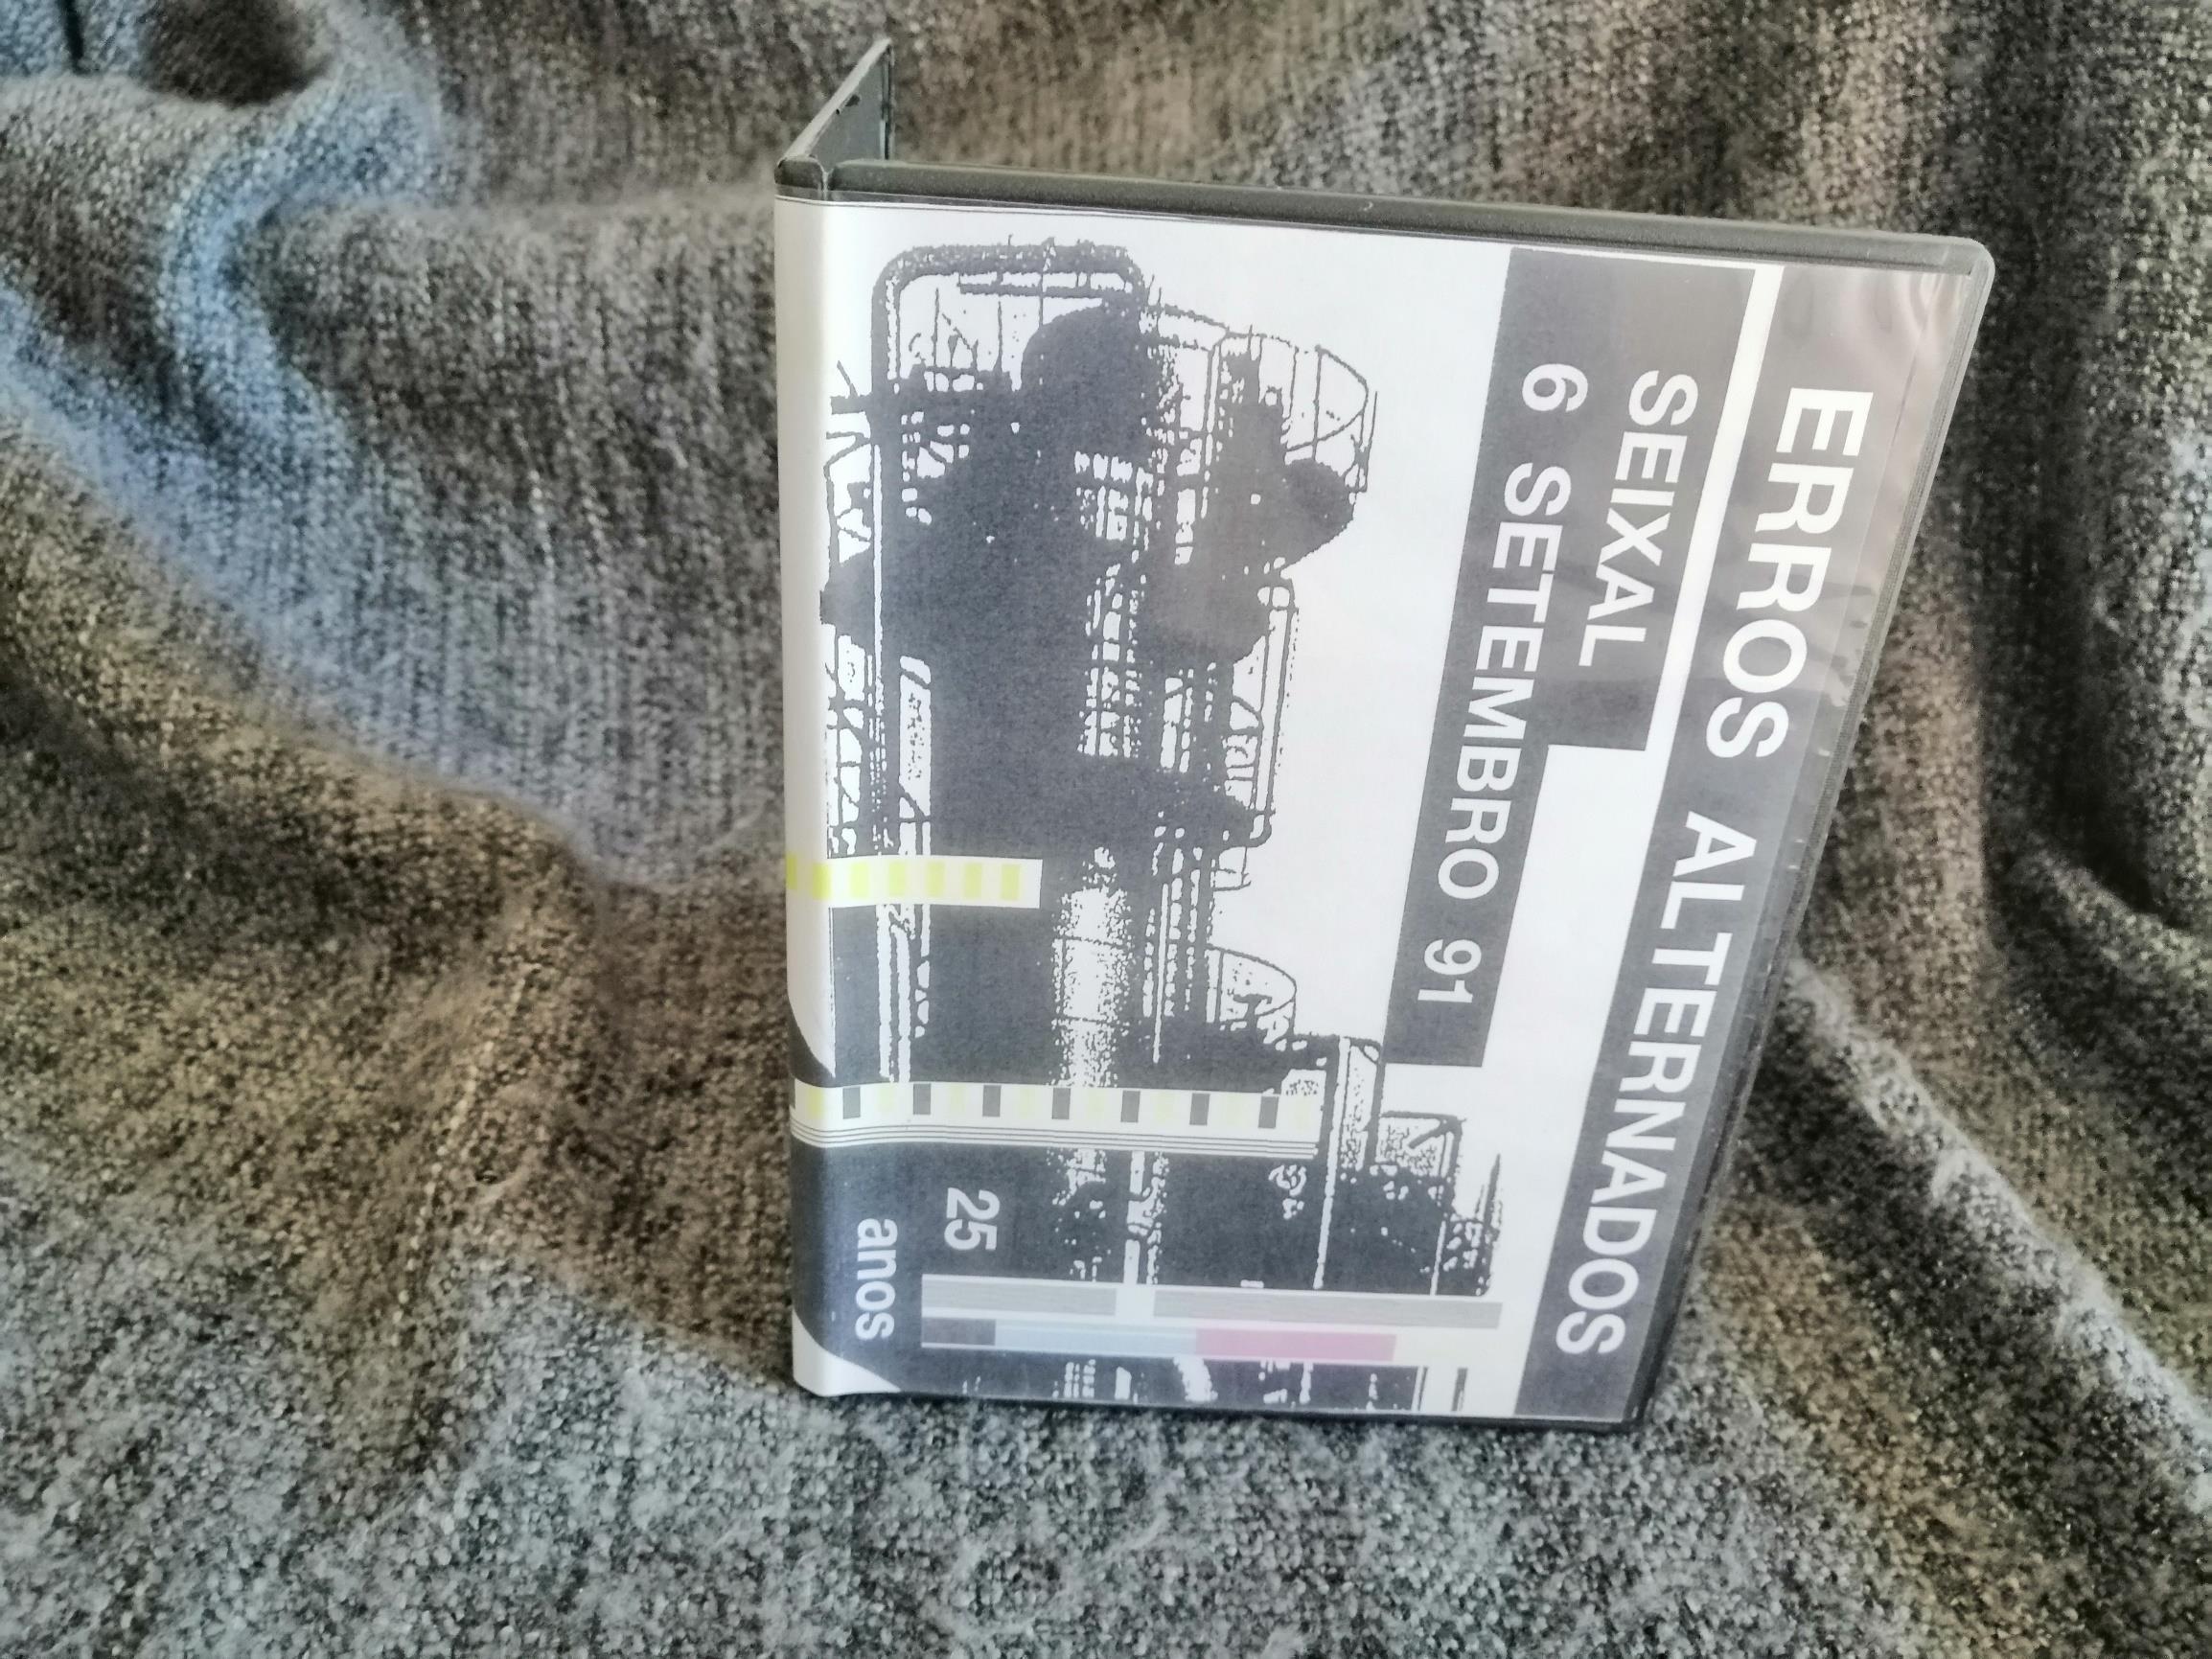 ERROS ALTERNADOS
SEIXAL
6 SETEMBRO 91
25
anos